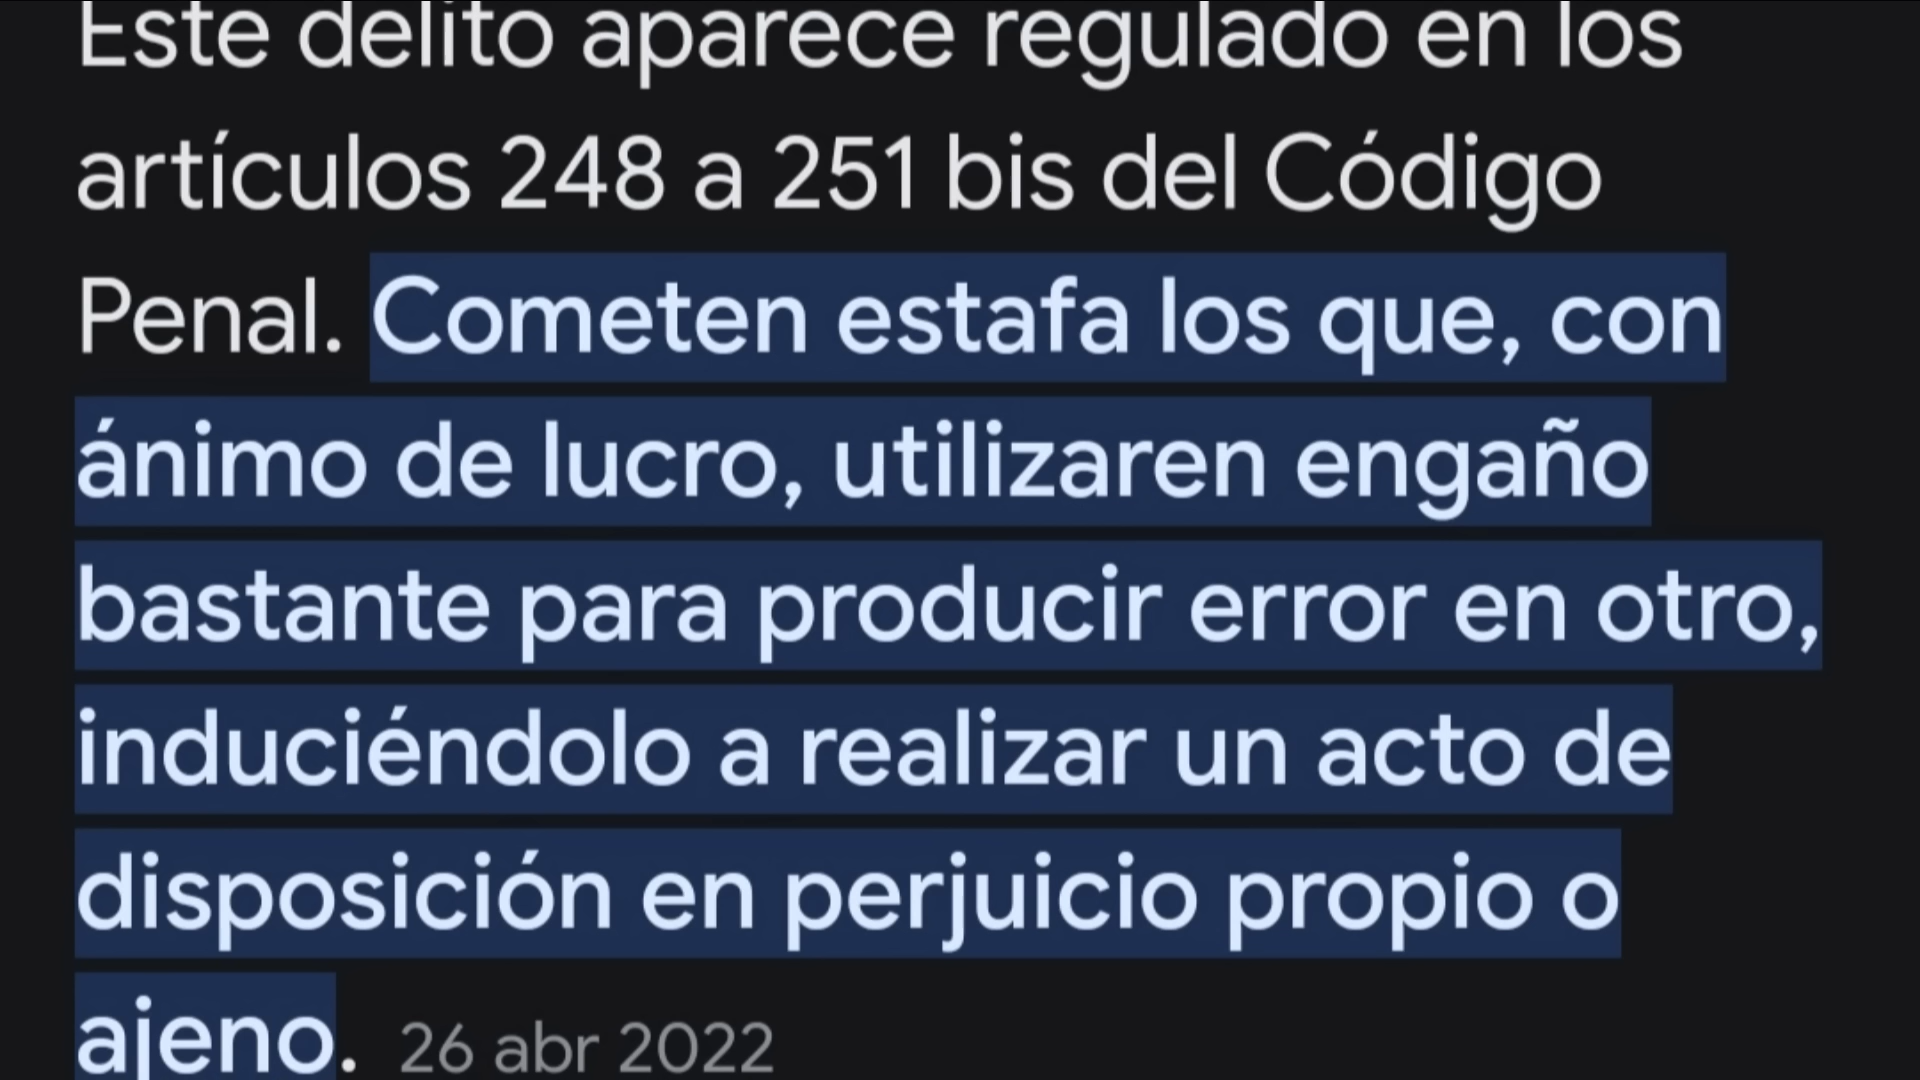 Este delito aparece regulado en los
artículos 248 a 251 bis del Código
Penal. Cometen estafa los que, con
ánimo de lucro, utilizaren engaño
bastante para producir error en otro,
induciéndolo a realizar un acto de
disposición en perjuicio propio o
ajeno. 26 abr 2022